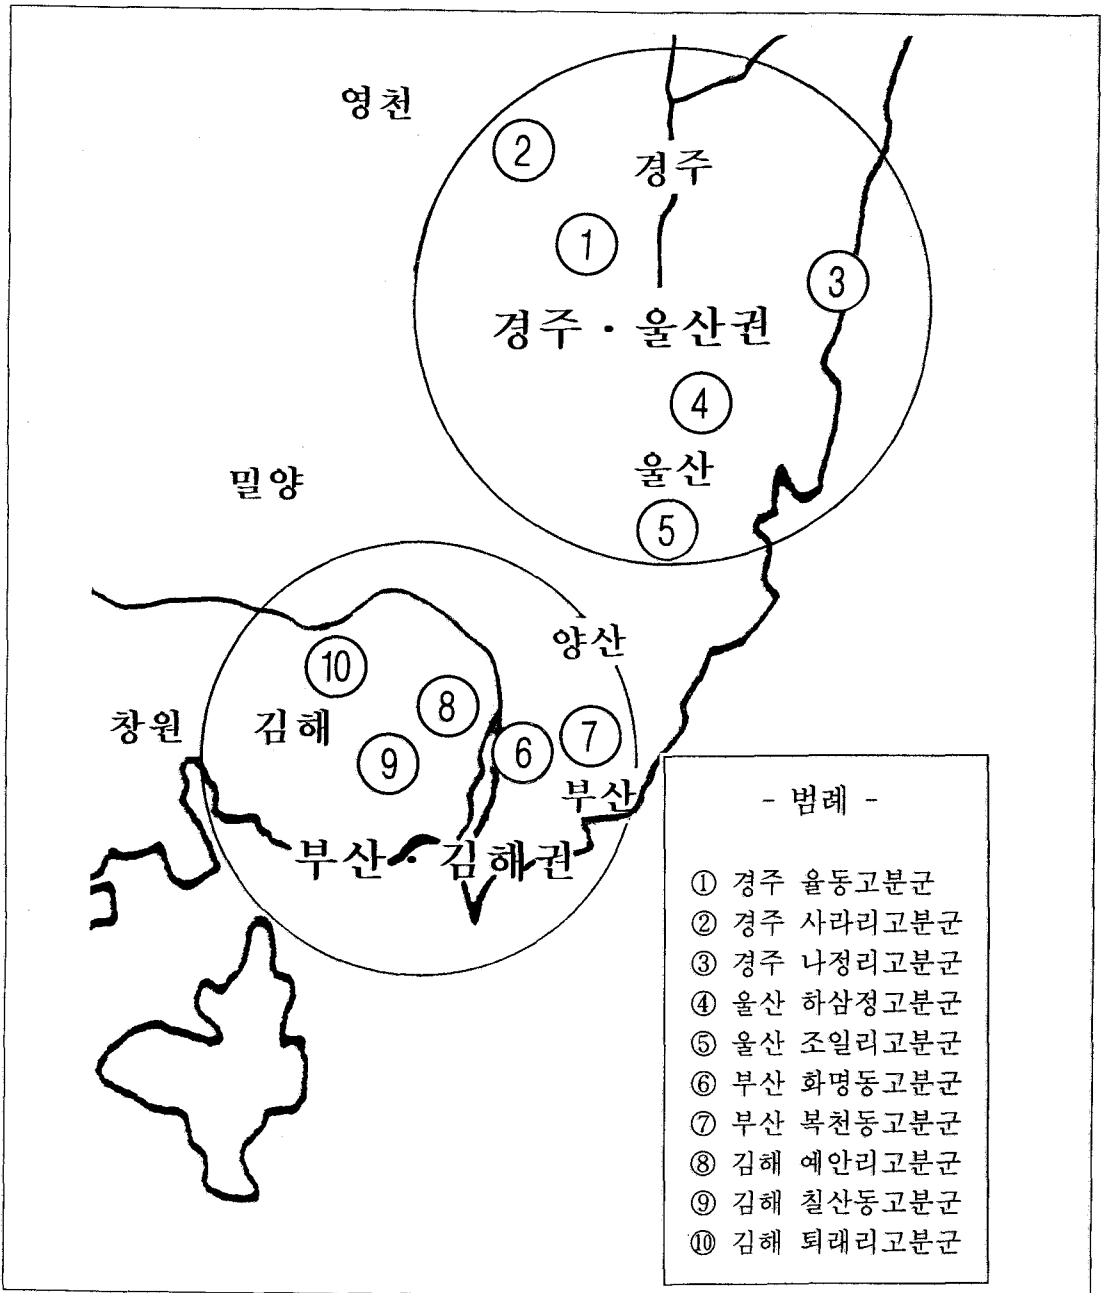 영천
②
경주
①
③
경주 · 울산권
④
울산
밀양
⑤
양산
⑩
⑧
창원
김해
⑥
⑦
⑨
부산
부산 · 김해권
- 범례 -
① 경주 율동고분군
② 경주 사라리고분군
③ 경주 나정리고분군
④ 울산 하삼정고분군
⑤ 울산 조일리고분군
⑥ 부산 화명동고분군
⑦ 부산 복천동고분군
⑧ 김해 예안리고분군
⑨ 김해 칠산동고분군
⑩ 김해 퇴래리고분군